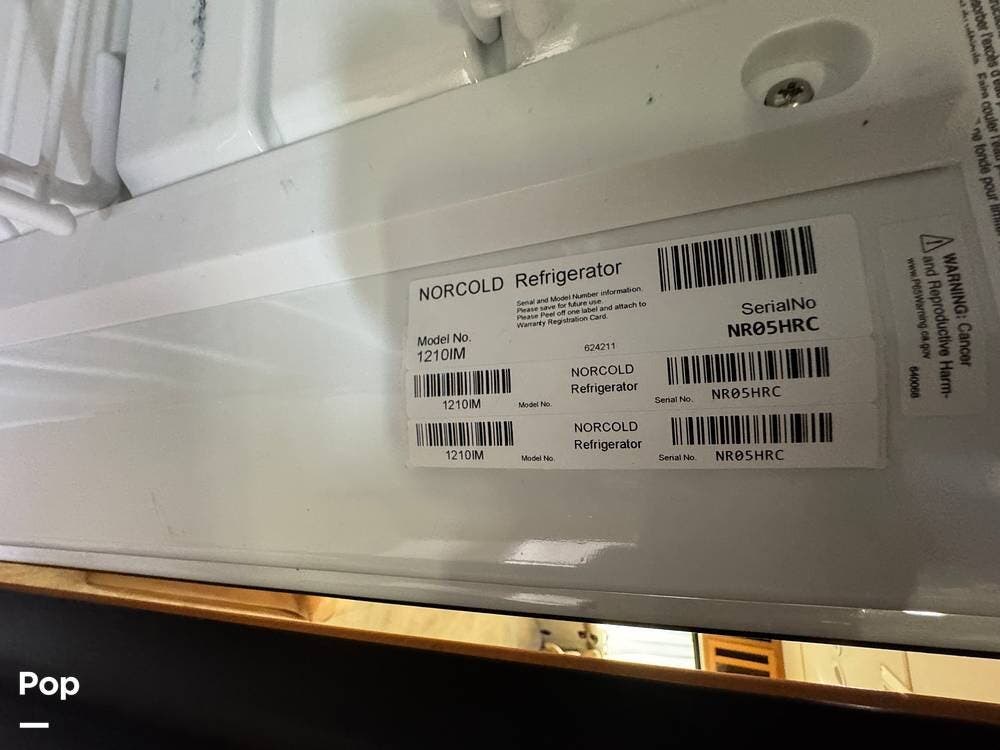 NORCOLD Refrigerator
Serial and Model Number information.
Please save for future use.
Please Peel off one label and attach to
Warranty Registration Card.
SerialNo
NR05HRC
Model No.
1210IM
624211
NORCOLD
Refrigerator
1210IM
Model No.
Serial No.
NR05HRC
NORCOLD
Refrigerator
1210IM
Model No.
Serial No.
NR05HRC
WARNING: Cancer
and Reproductive Harm-
www.P65Warning.ca.gov
640068
Pop